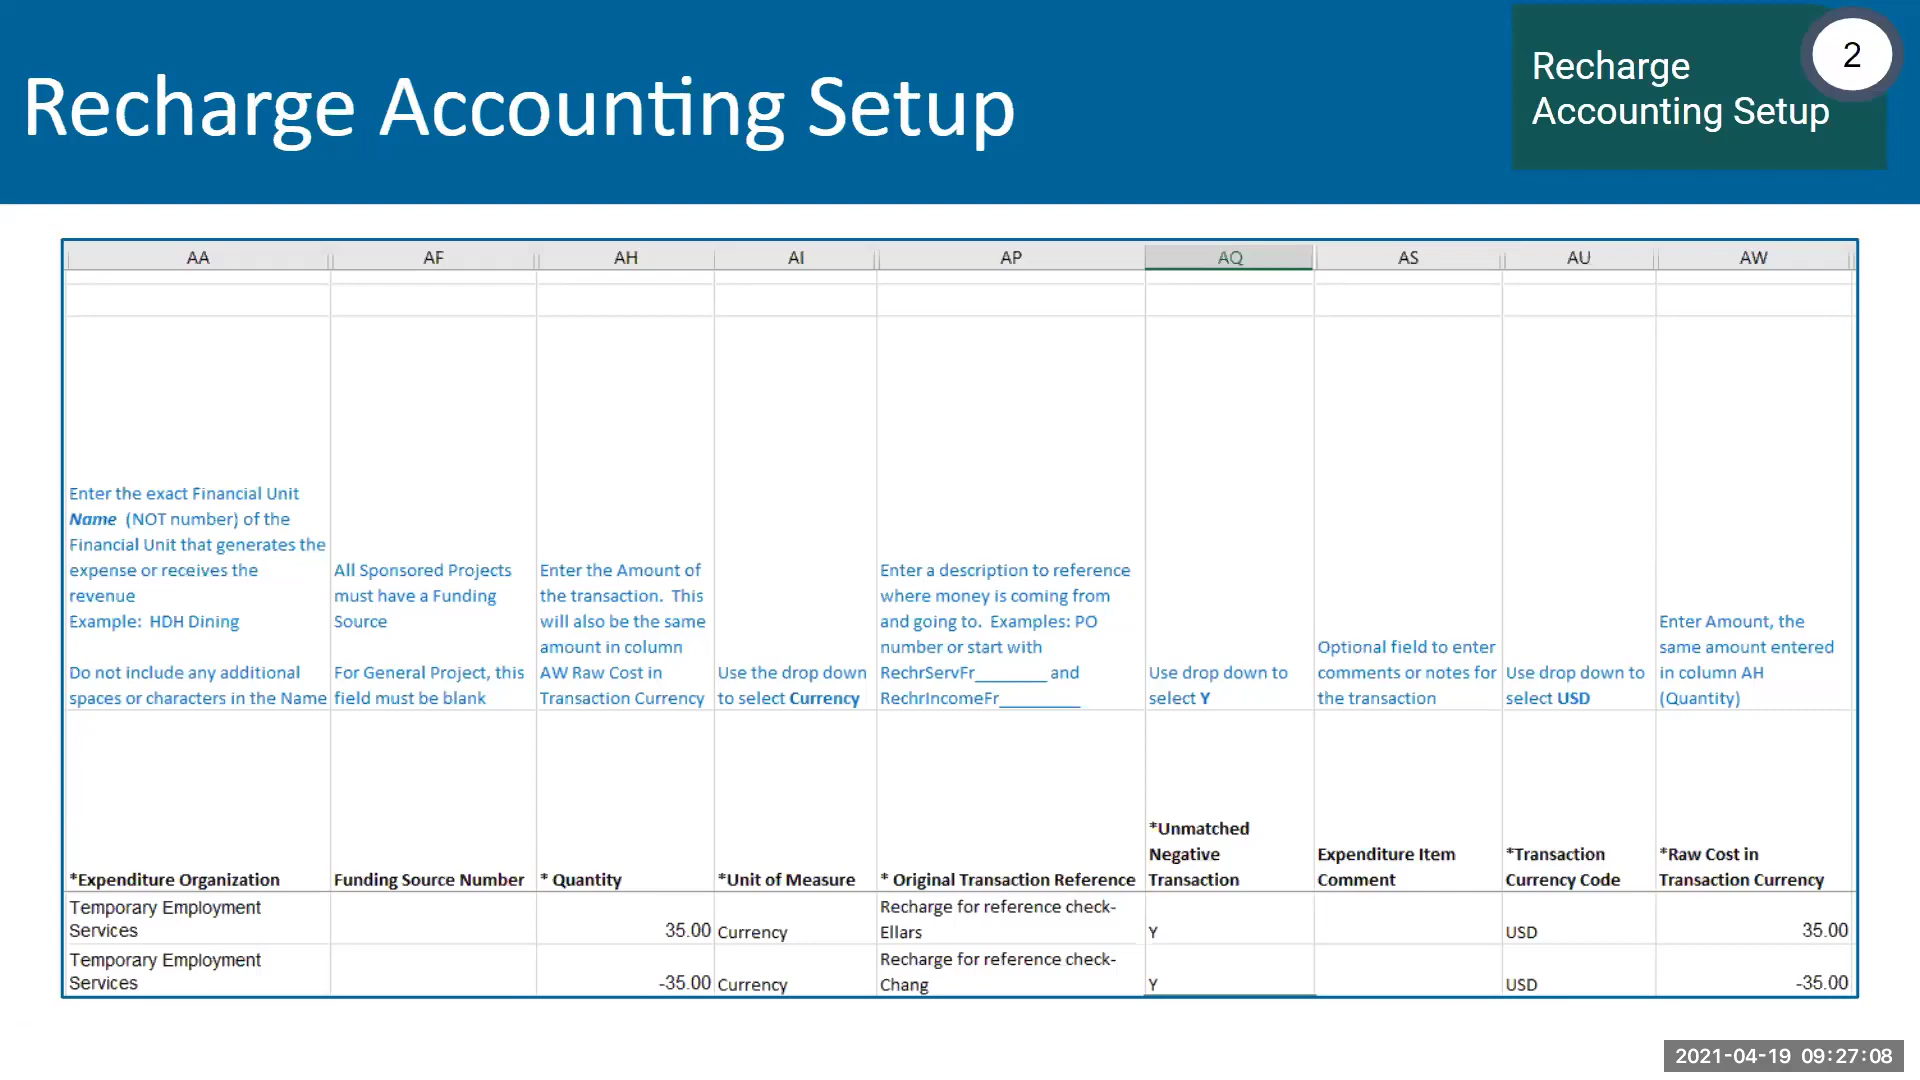 Recharge Accounting Setup
Recharge
Accounting Setup
2
AA AF AH AI AP AQ AS AU AW
Enter the exact Financial Unit
Name (NOT number) of the
Financial Unit that generates the
expense or receives the
revenue
Example: HDH Dining
Do not include any additional
spaces or characters in the Name
All Sponsored Projects
must have a Funding
Source
For General Project, this
field must be blank
Enter the Amount of
the transaction. This
will also be the same
amount in column
AW Raw Cost in
Transaction Currency
Use the drop down
to select Currency
Enter a description to reference
where money is coming from
and going to. Examples: PO
number or start with
RechrServFr________ and
RechrIncomeFr_________
Use drop down to
select Y
Optional field to enter
comments or notes for
the transaction
Use drop down to
select USD
Enter Amount, the
same amount entered
in column AH
(Quantity)
*Expenditure Organization
Funding Source Number
* Quantity
*Unit of Measure
* Original Transaction Reference
*Unmatched
Negative
Transaction
Expenditure Item
Comment
*Transaction
Currency Code
*Raw Cost in
Transaction Currency
Temporary Employment
Services
35.00
Currency
Recharge for reference check-
Ellars
Y
USD
35.00
Temporary Employment
Services
-35.00
Currency
Recharge for reference check-
Chang
Y
USD
-35.00
2021-04-19 09:27:08